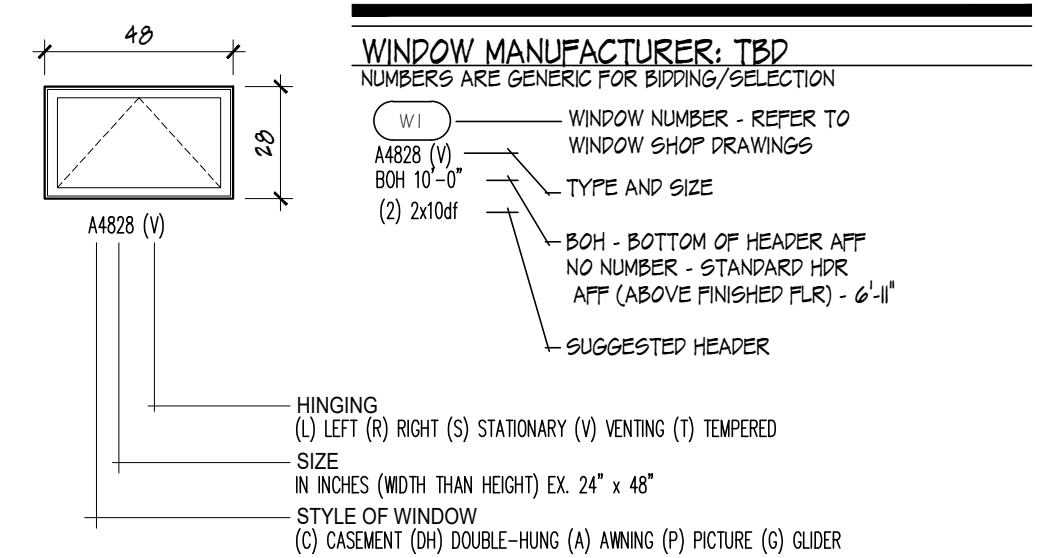 48
28
A4828 (V)
WINDOW MANUFACTURER: TBD
NUMBERS ARE GENERIC FOR BIDDING/SELECTION
W1
WINDOW NUMBER - REFER TO
WINDOW SHOP DRAWINGS
A4828 (V)
BOH 10'-0"
(2) 2x10df
TYPE AND SIZE
BOH - BOTTOM OF HEADER AFF
NO NUMBER - STANDARD HDR
AFF (ABOVE FINISHED FLR) - 6'-11"
SUGGESTED HEADER
HINGING
(L) LEFT (R) RIGHT (S) STATIONARY (V) VENTING (T) TEMPERED
SIZE
IN INCHES (WIDTH THAN HEIGHT) EX. 24" x 48"
STYLE OF WINDOW
(C) CASEMENT (DH) DOUBLE-HUNG (A) AWNING (P) PICTURE (G) GLIDER